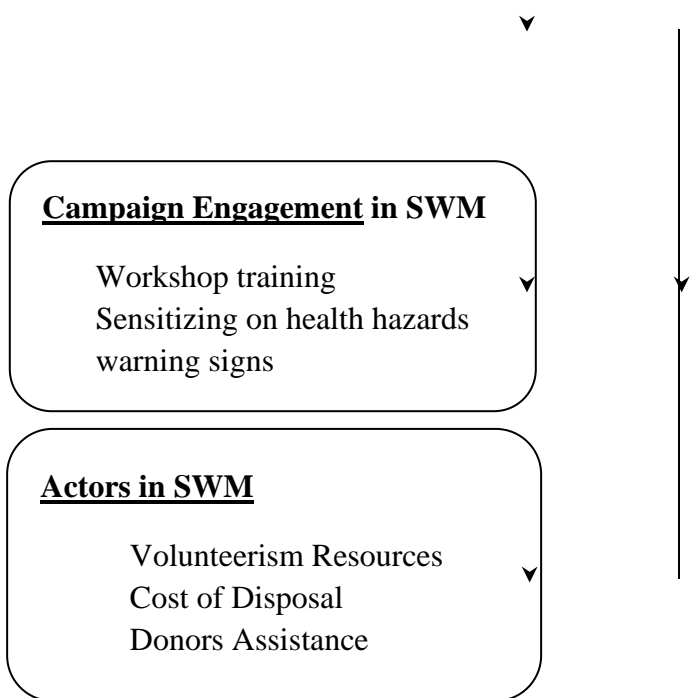 Campaign Engagement in SWM
Workshop training
Sensitizing on health hazards
warning signs
Actors in SWM
Volunteerism Resources
Cost of Disposal
Donors Assistance